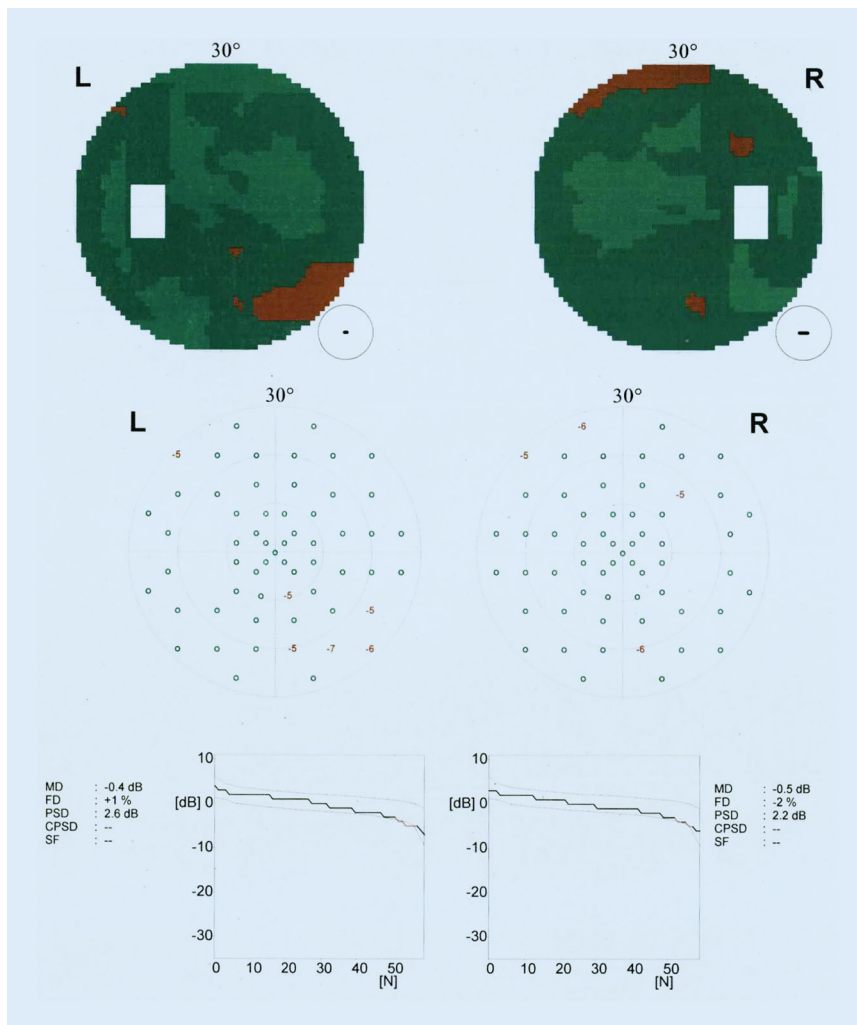 30° 30°
L R
30° 30°
L R
-6
-5 -5
-5
-5
-5
-5 -7 -6 -6
MD : -0.4 dB
FD : +1 %
PSD : 2.6 dB
CPSD : --
SF : --
10
[dB] 0
-10
-20
-30
0 10 20 30 40 50
[N]
10
[dB] 0
-10
-20
-30
0 10 20 30 40 50
[N]
MD : -0.5 dB
FD : -2 %
PSD : 2.2 dB
CPSD : --
SF : --